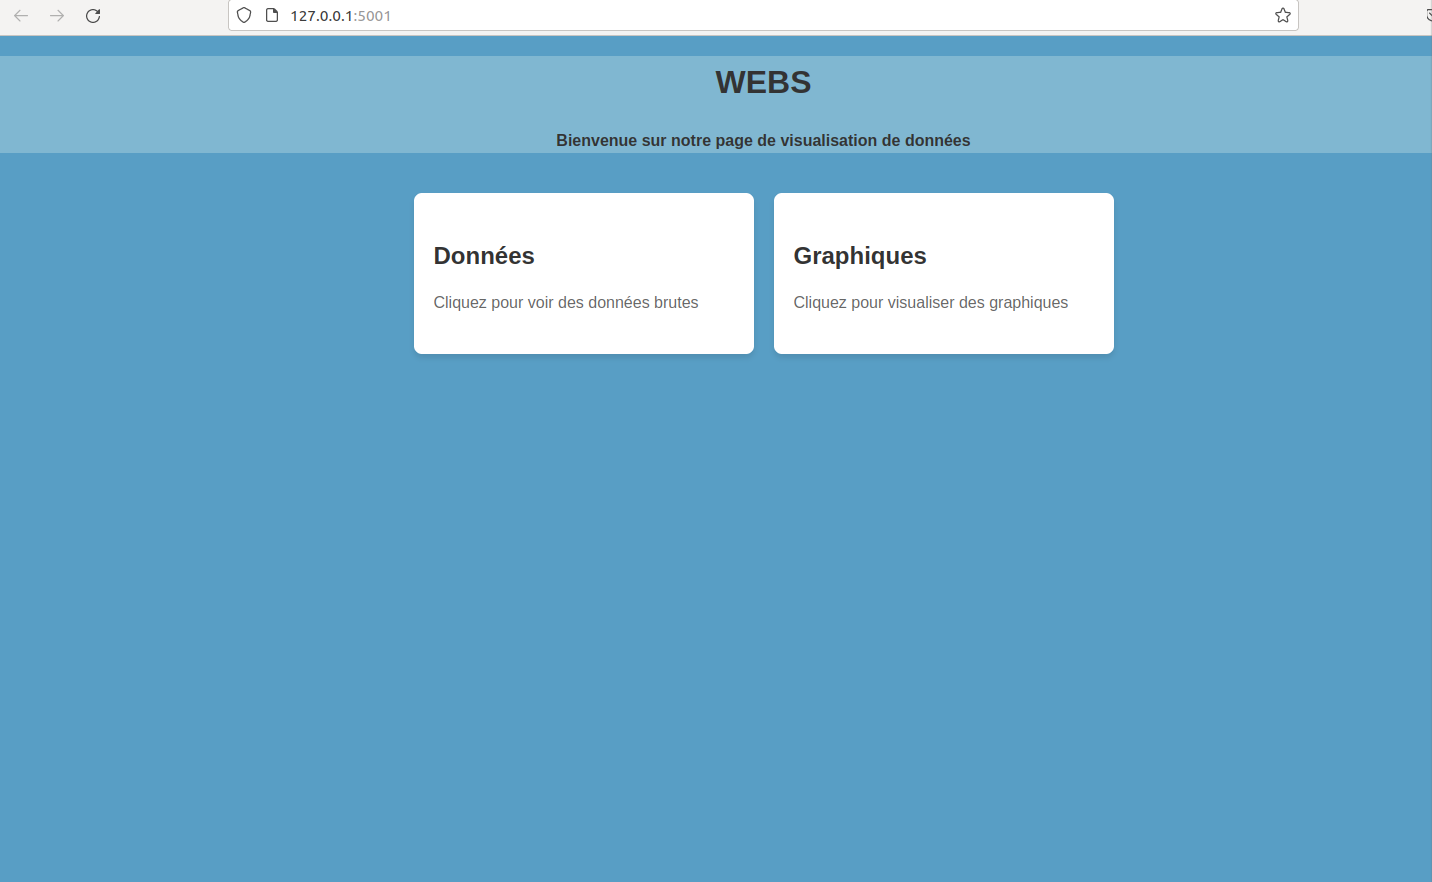 127.0.0.1:5001
WEBS
Bienvenue sur notre page de visualisation de données
Données
Cliquez pour voir des données brutes
Graphiques
Cliquez pour visualiser des graphiques